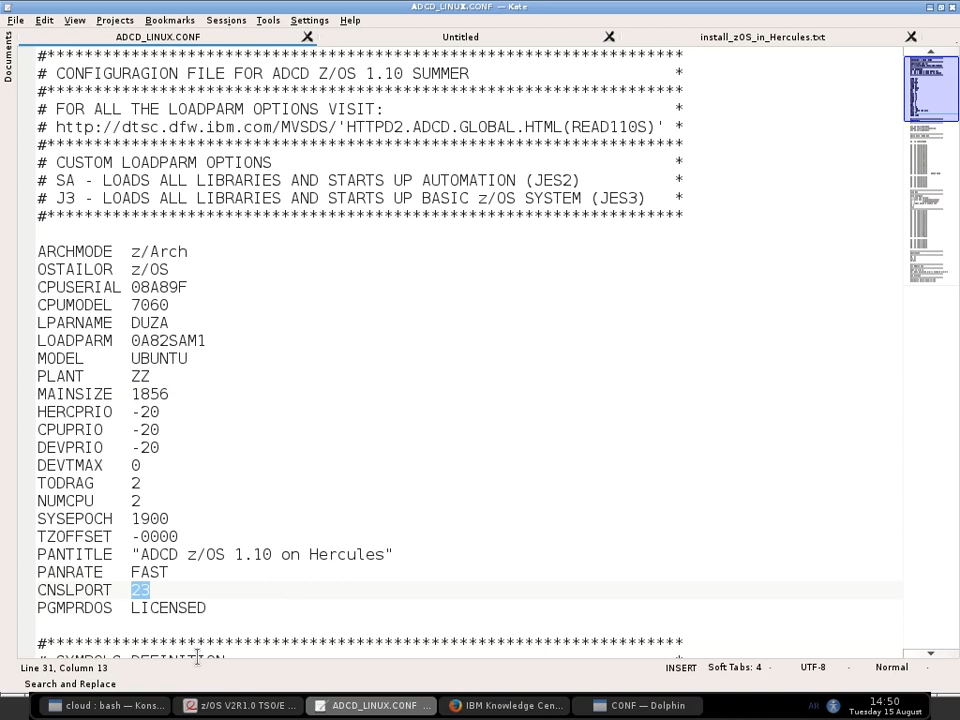 ADCD_LINUX.CONF — Kate
File Edit View Projects Bookmarks Sessions Tools Settings Help
Documents
ADCD_LINUX.CONF Untitled install_zOS_in_Hercules.txt
#*********************************************************************
# CONFIGURAGION FILE FOR ADCD Z/OS 1.10 SUMMER *
#*********************************************************************
# FOR ALL THE LOADPARM OPTIONS VISIT: *
# http://dtsc.dfw.ibm.com/MVSDS/'HTTPD2.ADCD.GLOBAL.HTML(READ110S)' *
#*********************************************************************
# CUSTOM LOADPARM OPTIONS *
# SA - LOADS ALL LIBRARIES AND STARTS UP AUTOMATION (JES2) *
# J3 - LOADS ALL LIBRARIES AND STARTS UP BASIC z/OS SYSTEM (JES3) *
#*********************************************************************
ARCHMODE z/Arch
OSTAILOR z/OS
CPUSERIAL 08A89F
CPUMODEL 7060
LPARNAME DUZA
LOADPARM 0A82SAM1
MODEL UBUNTU
PLANT ZZ
MAINSIZE 1856
HERCPRIO -20
CPUPRIO -20
DEVPRIO -20
DEVTMAX 0
TODRAG 2
NUMCPU 2
SYSEPOCH 1900
TZOFFSET -0000
PANTITLE "ADCD z/OS 1.10 on Hercules"
PANRATE FAST
CNSLPORT 23
PGMPRDOS LICENSED
#*********************************************************************
# SYMBOLS DEFINITION
Line 31, Column 13 INSERT Soft Tabs: 4 UTF-8 Normal
Search and Replace
cloud : bash — Kons... z/OS V2R1.0 TSO/E ... ADCD_LINUX.CONF ... IBM Knowledge Cen... CONF — Dolphin AR 14:50
Tuesday 15 August